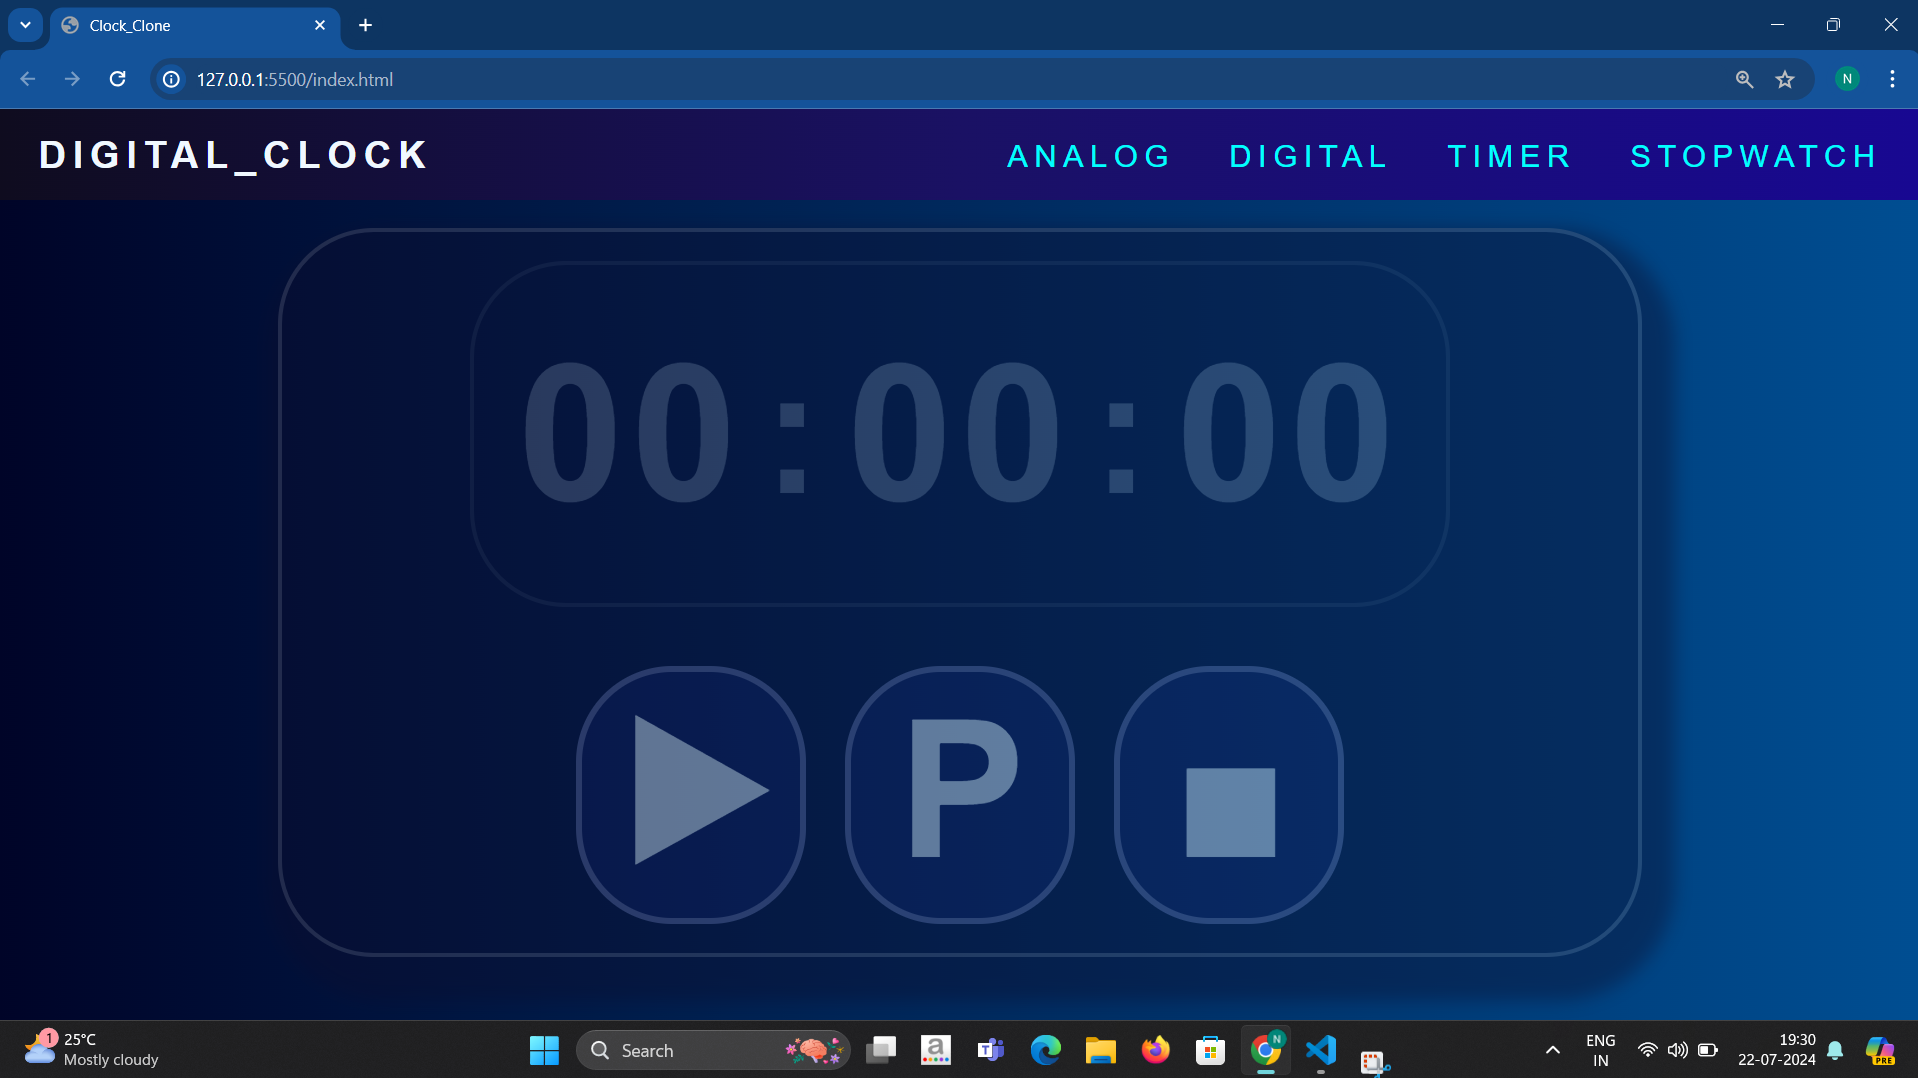 Clock_Clone
127.0.0.1:5500/index.html
N
DIGITAL_CLOCK
ANALOG DIGITAL TIMER STOPWATCH
00:00:00
P
1
25°C
Mostly cloudy
Search
a
T
N
ENG
IN
19:30
22-07-2024
PRE